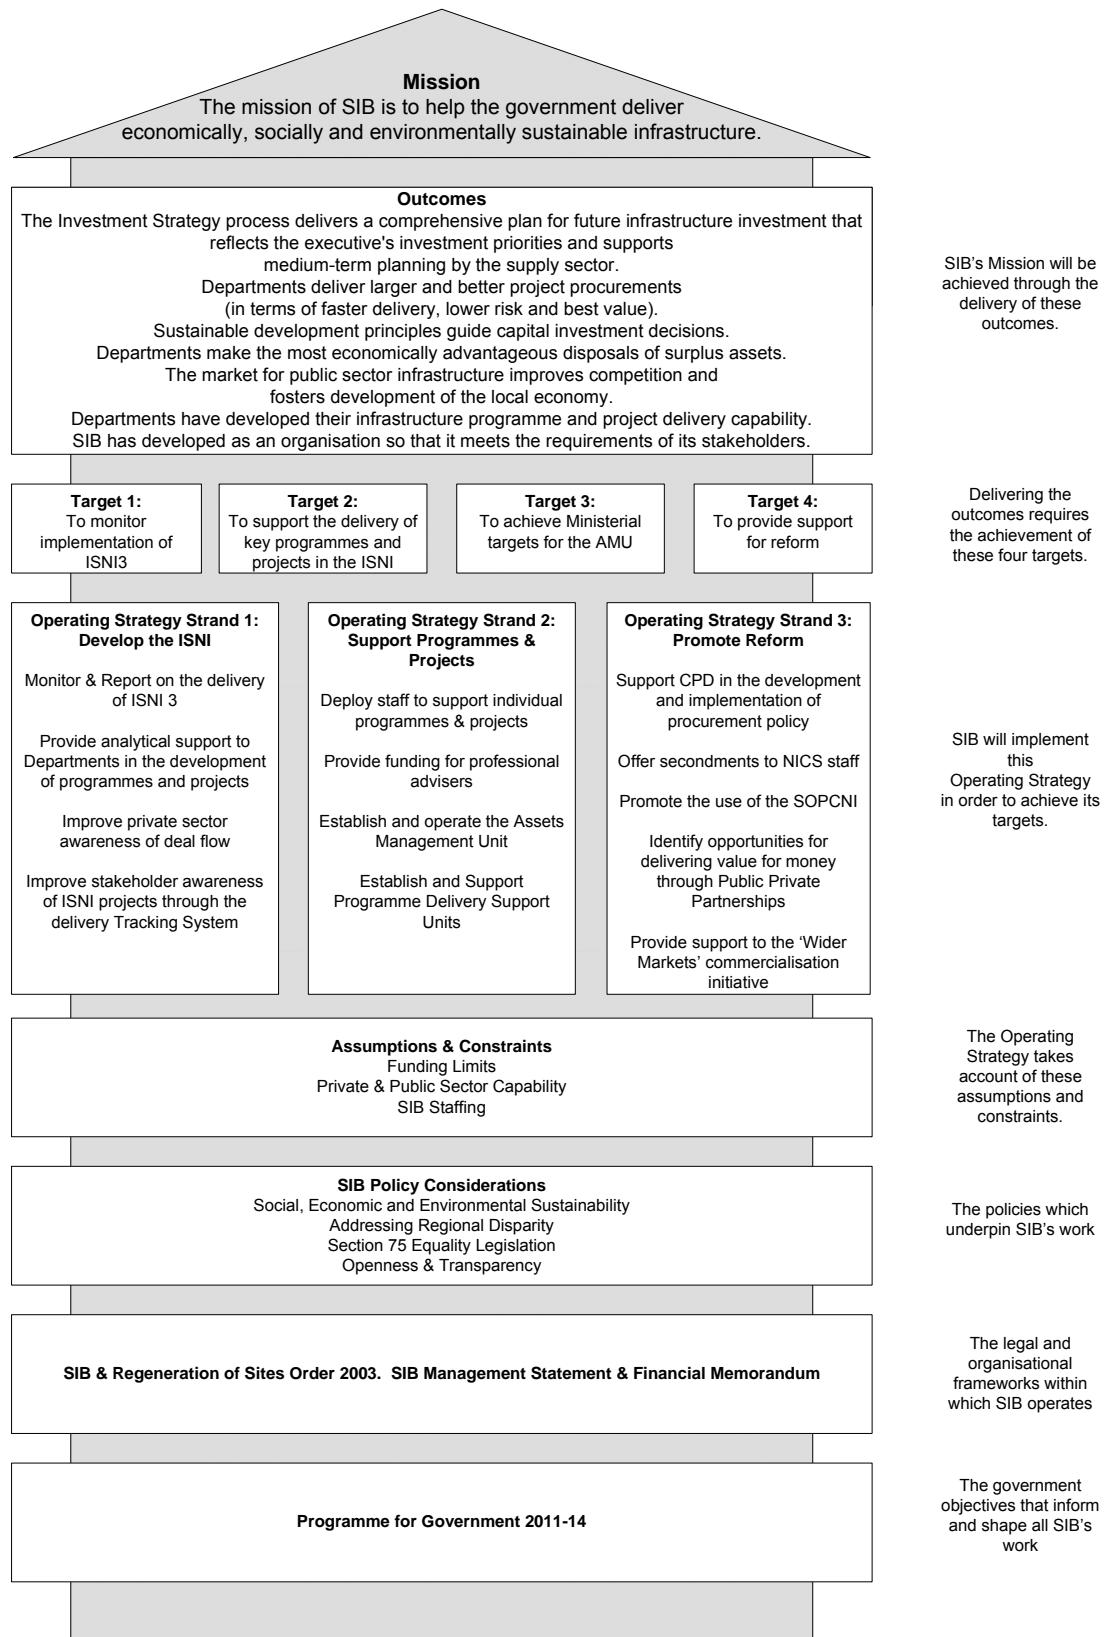 Mission
The mission of SIB is to help the government deliver
economically, socially and environmentally sustainable infrastructure.
Outcomes
The Investment Strategy process delivers a comprehensive plan for future infrastructure investment that
reflects the executive's investment priorities and supports
medium-term planning by the supply sector.
Departments deliver larger and better project procurements
(in terms of faster delivery, lower risk and best value).
Sustainable development principles guide capital investment decisions.
Departments make the most economically advantageous disposals of surplus assets.
The market for public sector infrastructure improves competition and
fosters development of the local economy.
Departments have developed their infrastructure programme and project delivery capability.
SIB has developed as an organisation so that it meets the requirements of its stakeholders.
SIB's Mission will be
achieved through the
delivery of these
outcomes.
Target 1:
To monitor
implementation of
ISNI3
Target 2:
To support the delivery of
key programmes and
projects in the ISNI
Target 3:
To achieve Ministerial
targets for the AMU
Target 4:
To provide support
for reform
Delivering the
outcomes requires
the achievement of
these four targets.
Operating Strategy Strand 1:
Develop the ISNI
Monitor & Report on the delivery
of ISNI 3
Provide analytical support to
Departments in the development
of programmes and projects
Improve private sector
awareness of deal flow
Improve stakeholder awareness
of ISNI projects through the
delivery Tracking System
Operating Strategy Strand 2:
Support Programmes &
Projects
Deploy staff to support individual
programmes & projects
Provide funding for professional
advisers
Establish and operate the Assets
Management Unit
Establish and Support
Programme Delivery Support
Units
Operating Strategy Strand 3:
Promote Reform
Support CPD in the development
and implementation of
procurement policy
Offer secondments to NICS staff
Promote the use of the SOPCNI
Identify opportunities for
delivering value for money
through Public Private
Partnerships
Provide support to the ‘Wider
Markets’ commercialisation
initiative
SIB will implement
this
Operating Strategy
in order to achieve its
targets.
Assumptions & Constraints
Funding Limits
Private & Public Sector Capability
SIB Staffing
The Operating
Strategy takes
account of these
assumptions and
constraints.
SIB Policy Considerations
Social, Economic and Environmental Sustainability
Addressing Regional Disparity
Section 75 Equality Legislation
Openness & Transparency
The policies which
underpin SIB's work
SIB & Regeneration of Sites Order 2003. SIB Management Statement & Financial Memorandum
The legal and
organisational
frameworks within
which SIB operates
Programme for Government 2011-14
The government
objectives that inform
and shape all SIB's
work